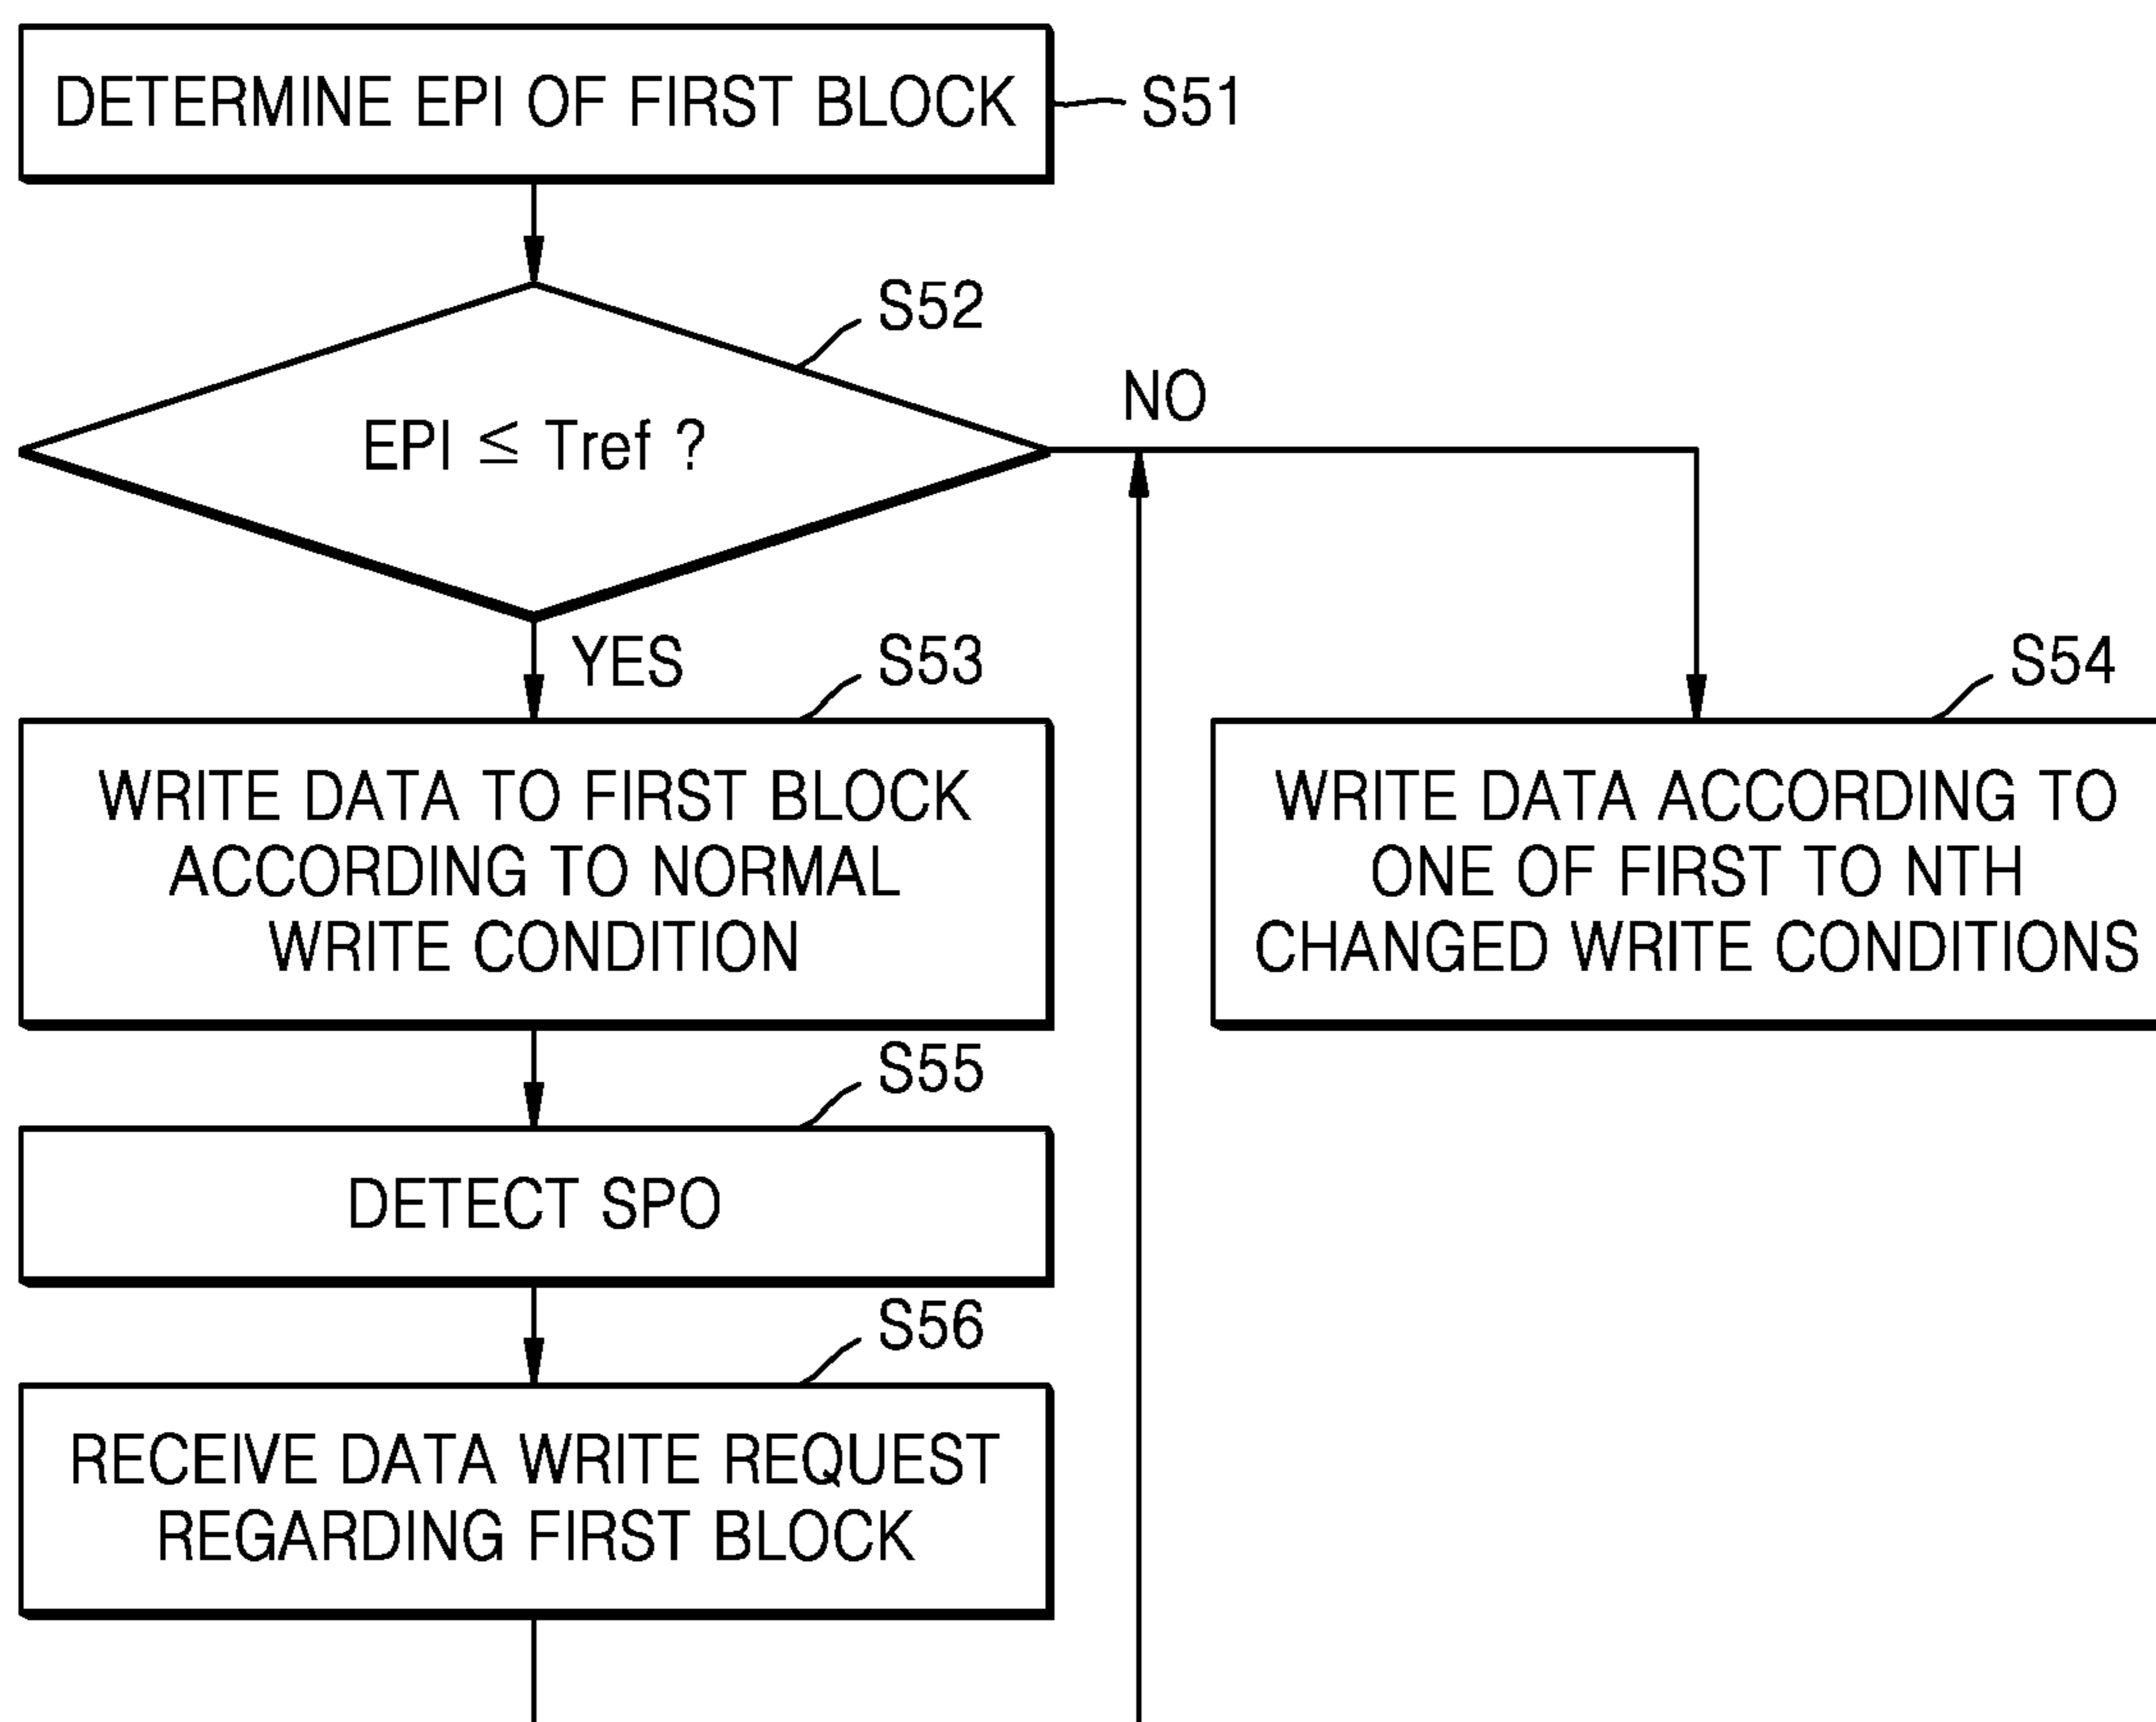 DETERMINE EPI OF FIRST BLOCK
S51
S52
EPI ≤ Tref ?
NO
YES
S53
WRITE DATA TO FIRST BLOCK
ACCORDING TO NORMAL
WRITE CONDITION
S54
WRITE DATA ACCORDING TO
ONE OF FIRST TO NTH
CHANGED WRITE CONDITIONS
S55
DETECT SPO
S56
RECEIVE DATA WRITE REQUEST
REGARDING FIRST BLOCK